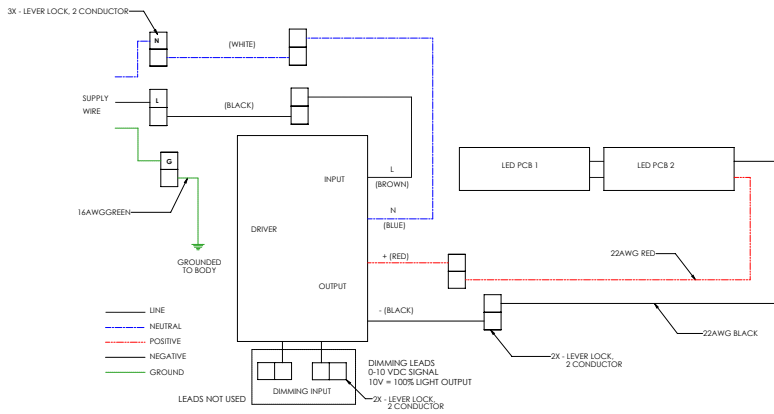 3X - LEVER LOCK, 2 CONDUCTOR
N
(WHITE)
SUPPLY
WIRE
L
(BLACK)
G
16AWGGREEN
GROUNDED
TO BODY
DRIVER
INPUT
L
(BROWN)
N
(BLUE)
+ (RED)
OUTPUT
- (BLACK)
LED PCB 1
LED PCB 2
22AWG RED
22AWG BLACK
2X - LEVER LOCK,
2 CONDUCTOR
LINE
NEUTRAL
POSITIVE
NEGATIVE
GROUND
DIMMING LEADS
0-10 VDC SIGNAL
10V = 100% LIGHT OUTPUT
DIMMING INPUT
LEADS NOT USED
2X - LEVER LOCK,
2 CONDUCTOR